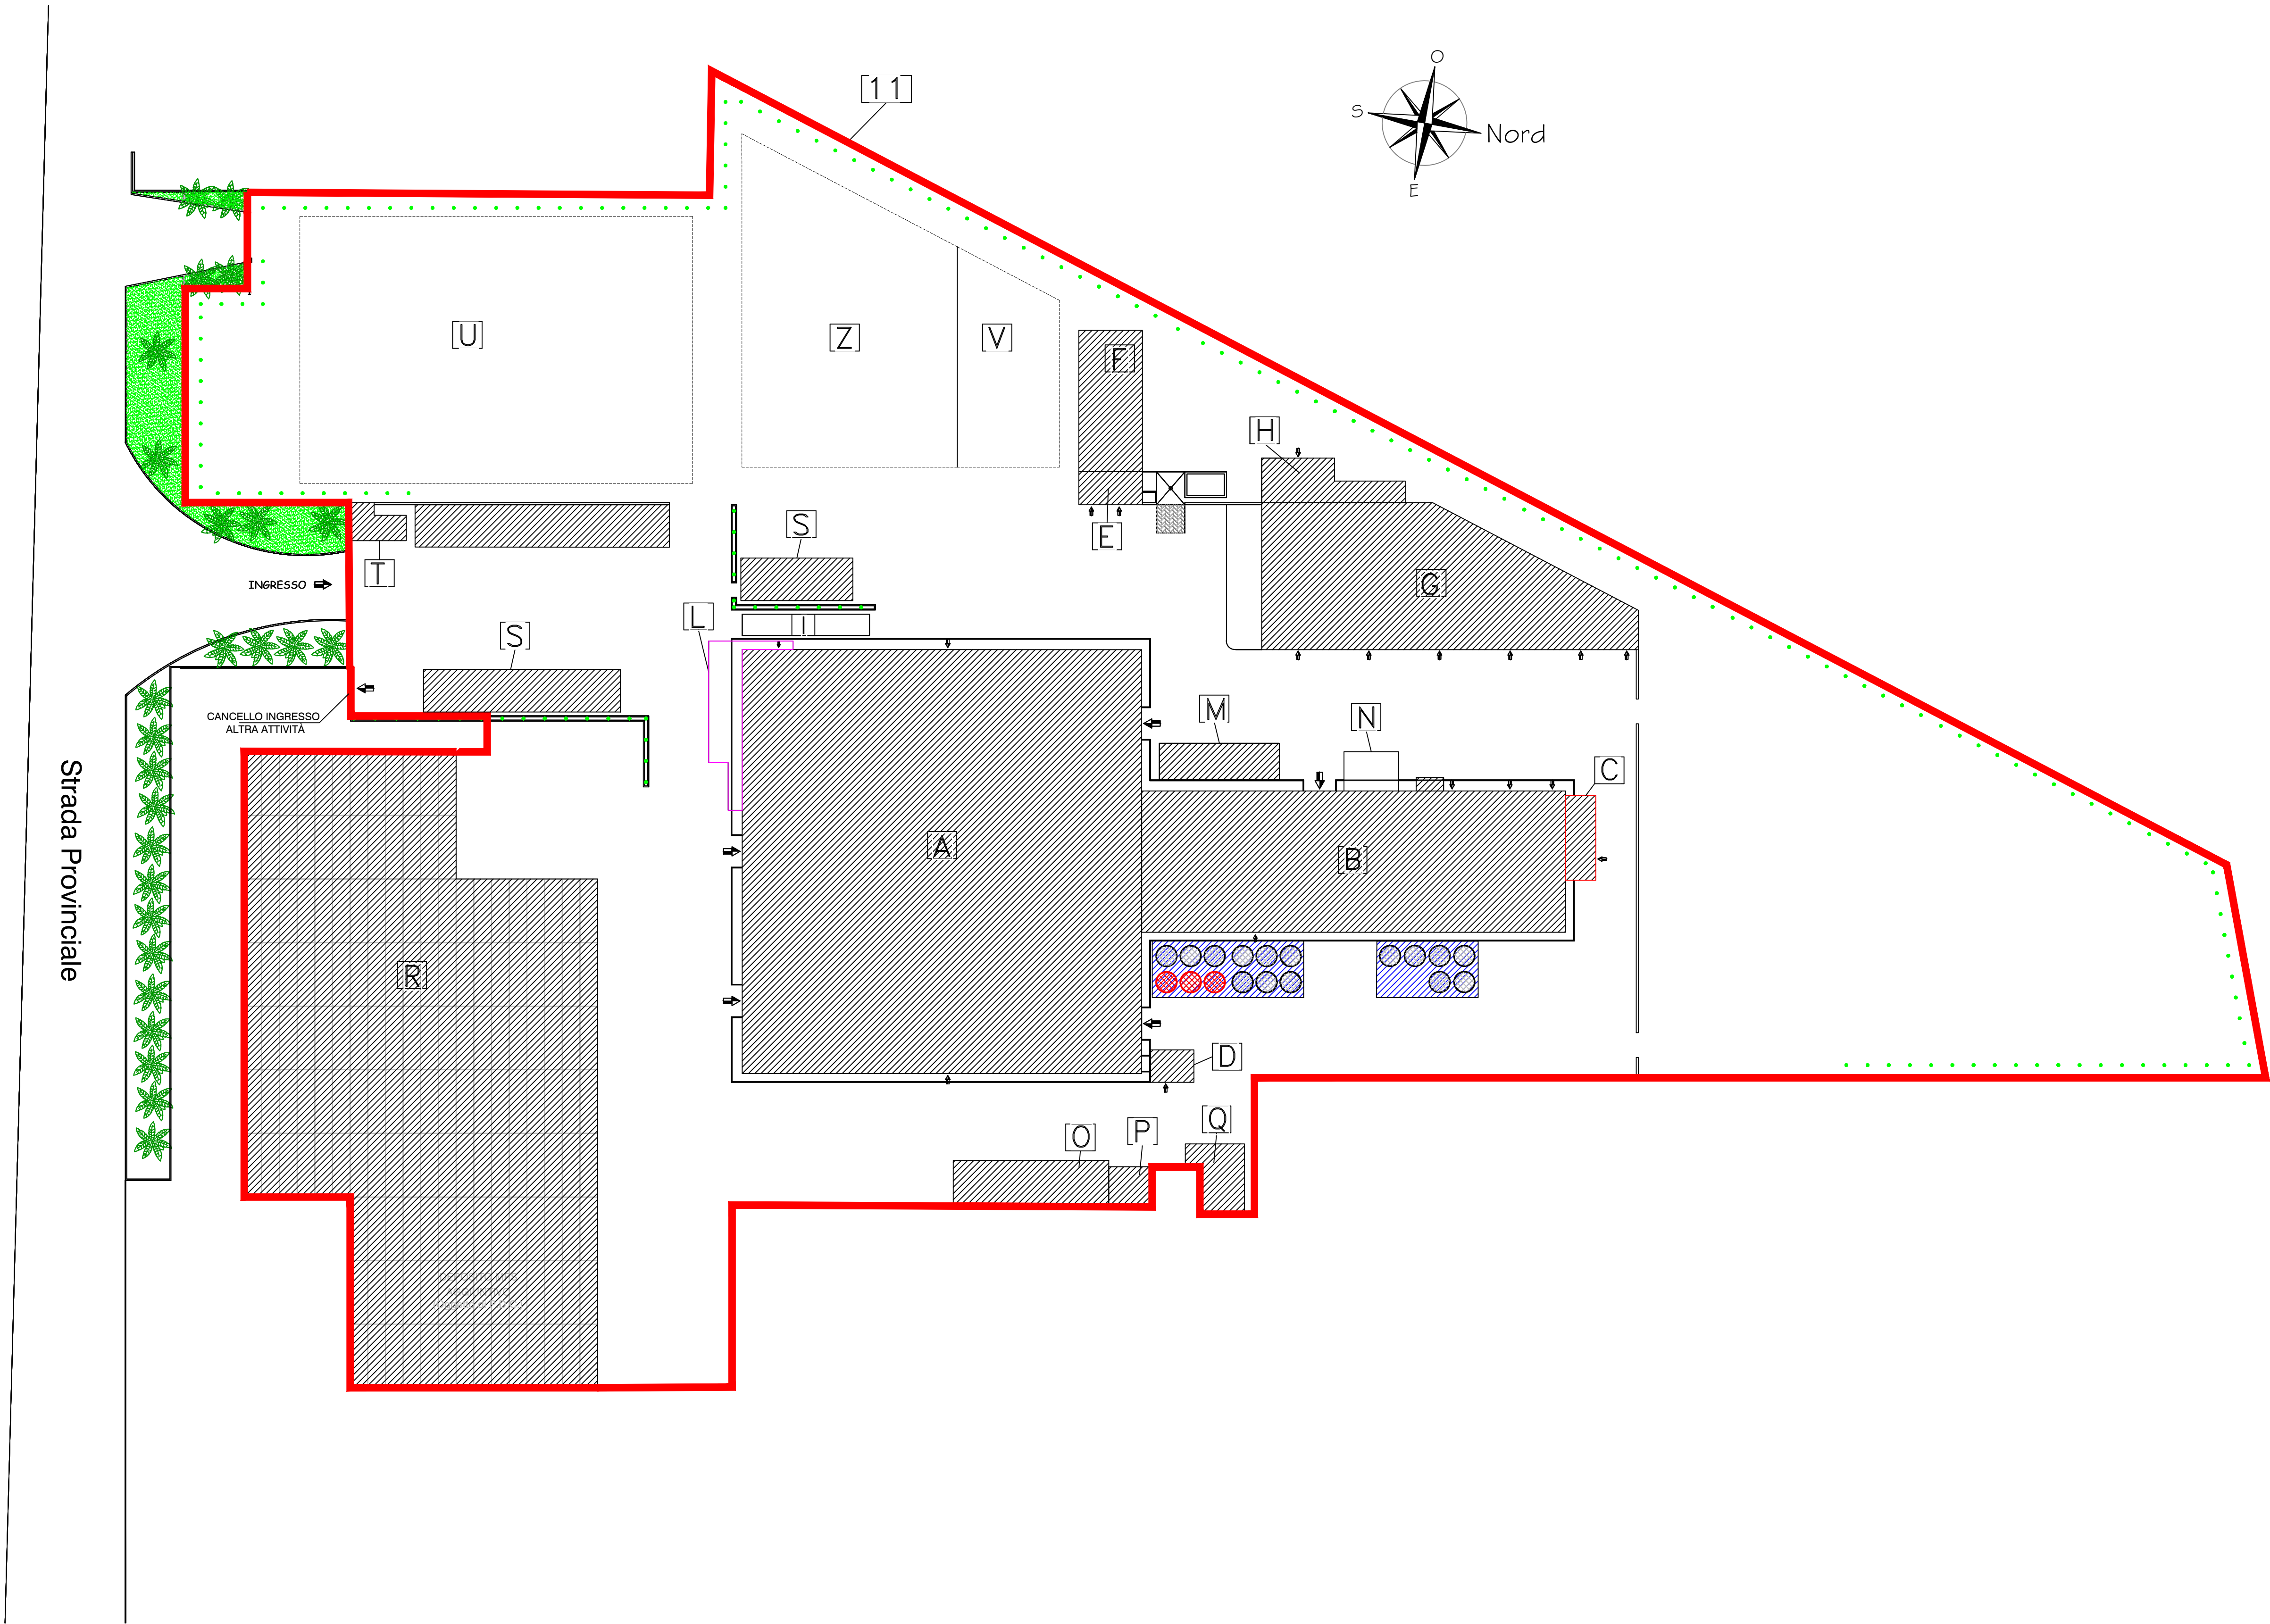 O
[11]
S
Nord
E
[U]
[Z]
[V]
[F]
[H]
[S]
[E]
[T]
INGRESSO
[G]
[L]
[I]
[S]
[M]
[N]
CANCELLO INGRESSO
ALTRA ATTIVITÀ
[C]
Strada Provinciale
[A]
[B]
[R]
[D]
[Q]
[O]
[P]